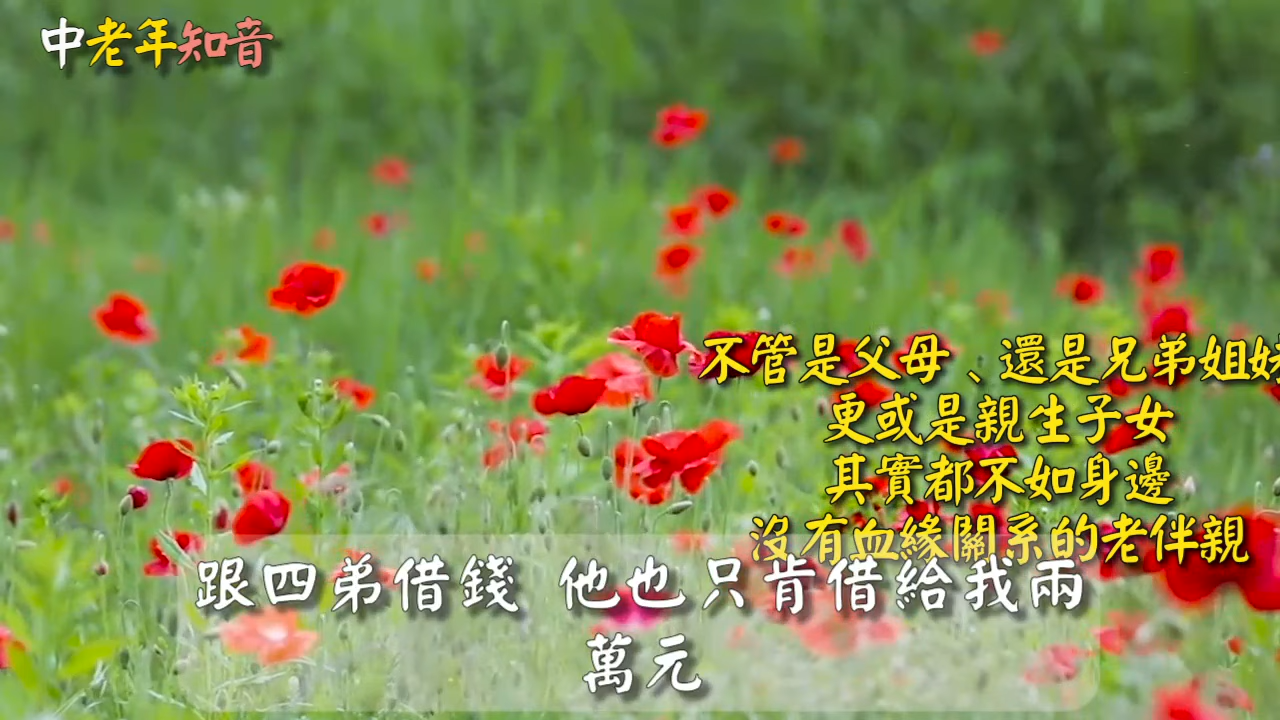 中老年知音
不管是父母、還是兄弟姐妹
更或是親生子女
其實都不如身邊
沒有血緣關系的老伴親
跟四弟借錢 他也只肯借給我兩
萬元